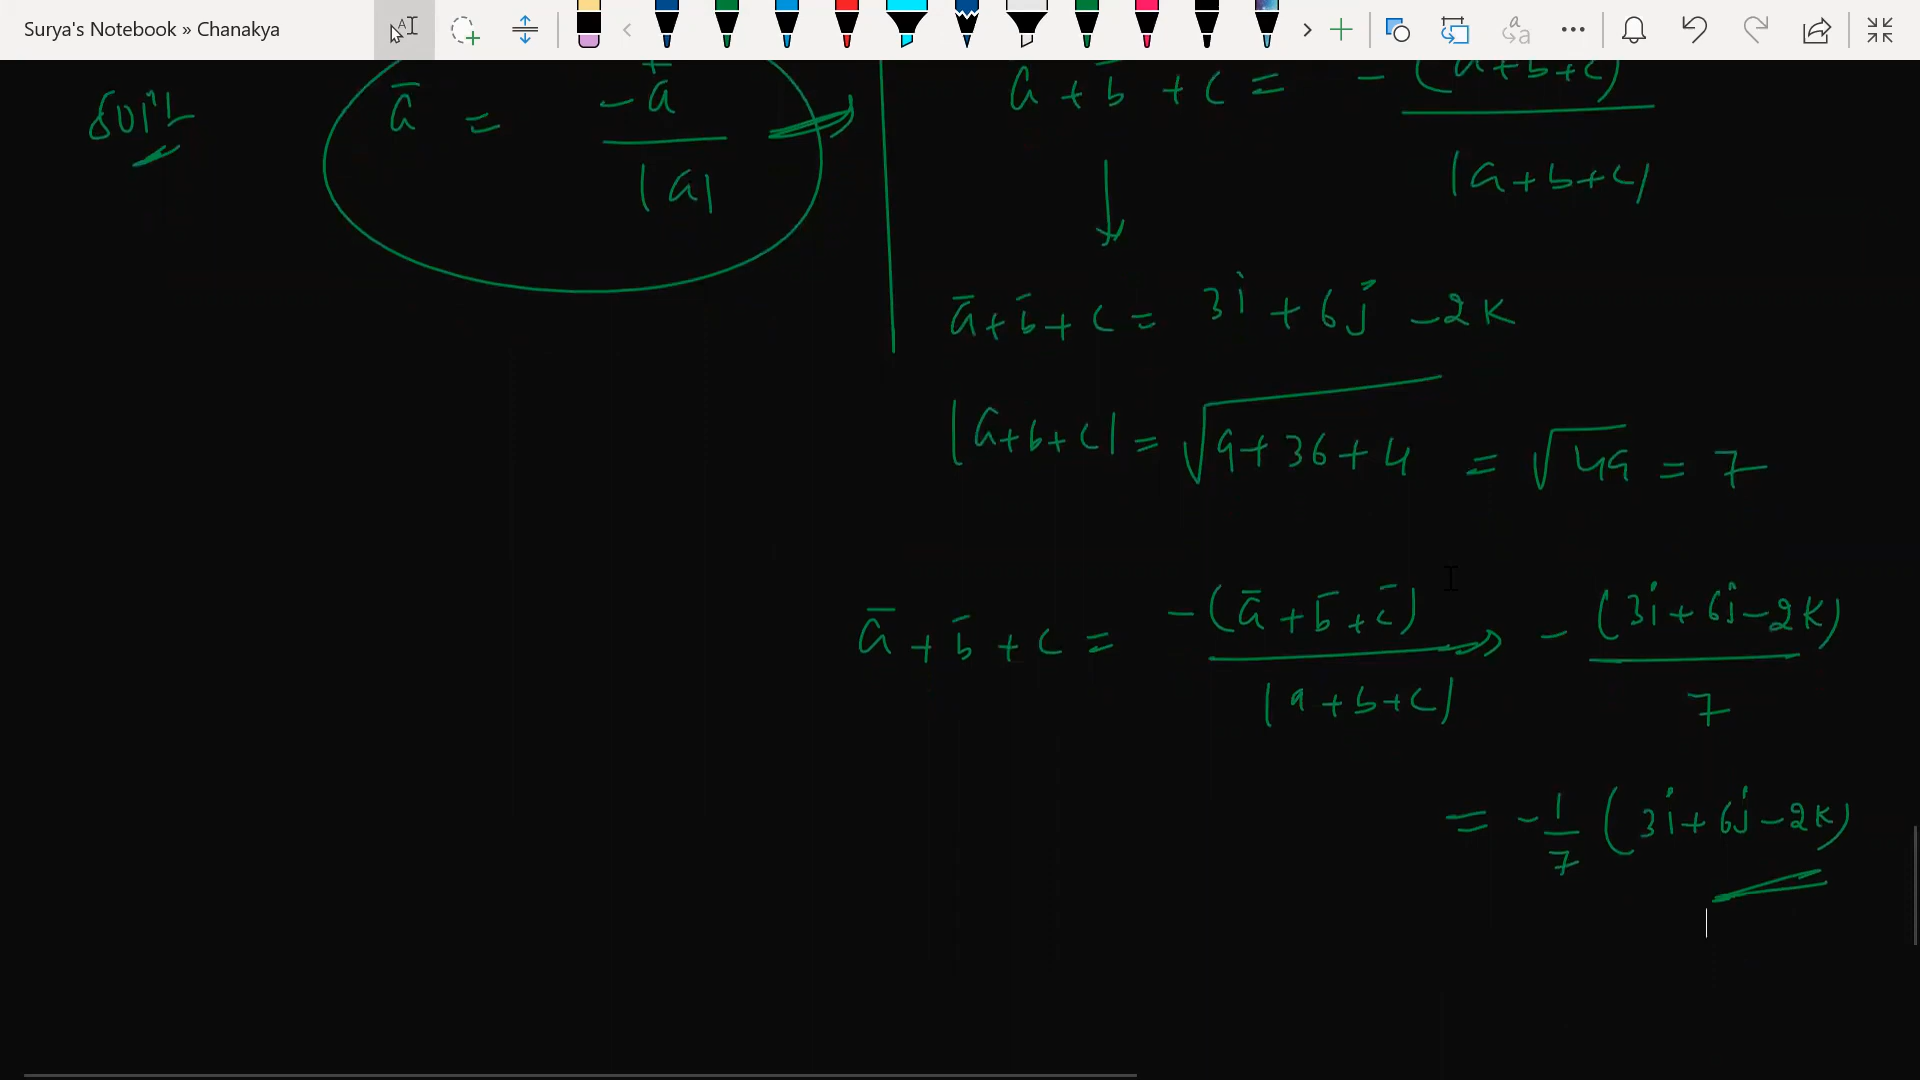 Surya's Notebook » Chanakya
Soln
ā = -ā
|a|
a + b̄ + c = - (a+b+c)
|a+b+c|
ā + b̄ + c = 3i + 6j - 2k
|a+b+c| = √9+36+4 = √49 = 7
ā + b̄ + c = -(ā + b̄ + c̄) - (3i + 6j - 2k)
|a+b+c| 7
= -1/7 (3i + 6j - 2k)